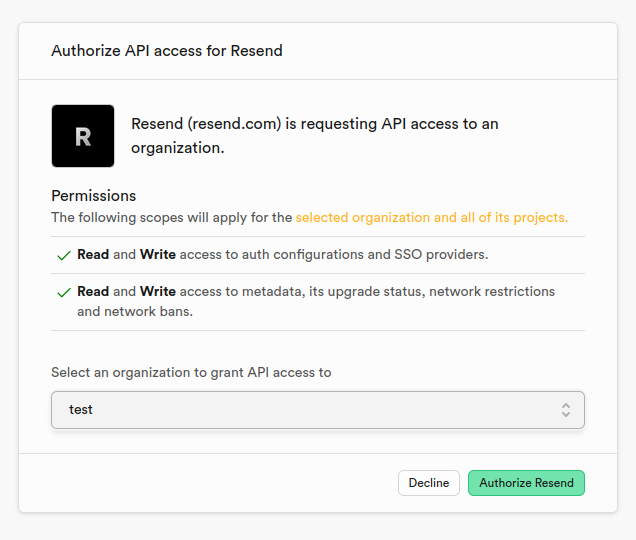 Authorize API access for Resend
R
Resend (resend.com) is requesting API access to an
organization.
Permissions
The following scopes will apply for the selected organization and all of its projects.
Read and Write access to auth configurations and SSO providers.
Read and Write access to metadata, its upgrade status, network restrictions
and network bans.
Select an organization to grant API access to
test
Decline
Authorize Resend